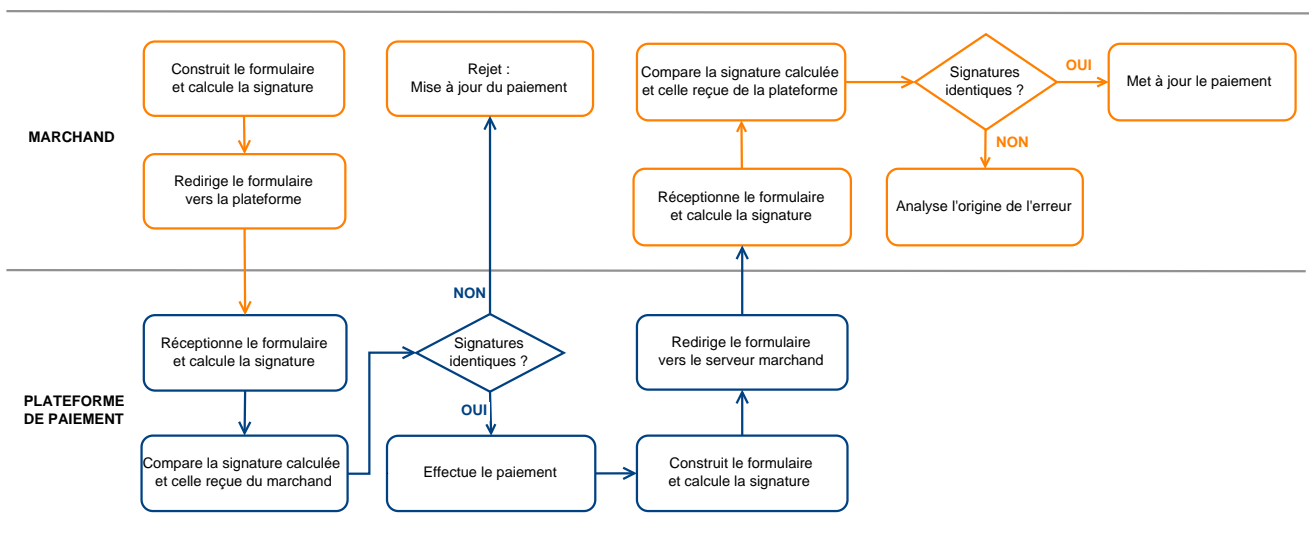 MARCHAND
Construit le formulaire
et calcule la signature
Redirige le formulaire
vers la plateforme
Rejet :
Mise à jour du paiement
Compare la signature calculée
et celle reçue de la plateforme
Réceptionne le formulaire
et calcule la signature
Signatures
identiques ?
OUI
Met à jour le paiement
NON
Analyse l'origine de l'erreur
PLATEFORME
DE PAIEMENT
Réceptionne le formulaire
et calcule la signature
Compare la signature calculée
et celle reçue du marchand
NON
Signatures
identiques ?
OUI
Effectue le paiement
Redirige le formulaire
vers le serveur marchand
Construit le formulaire
et calcule la signature